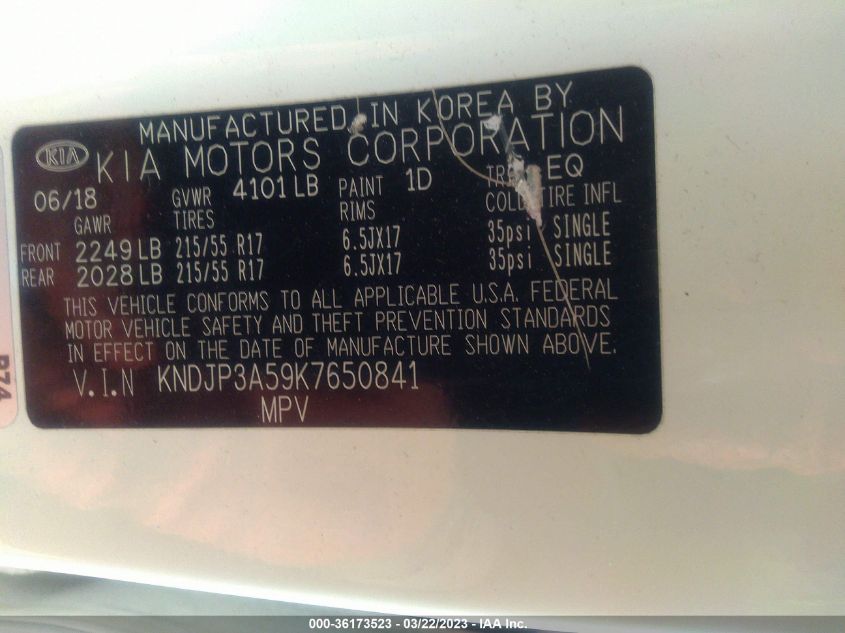 MANUFACTURED IN KOREA BY
KIA KIA MOTORS CORPORATION
06/18 GVWR 4101 LB PAINT 1D EQ
GAWR TIRES RIMS COLD TIRE INFL
FRONT 2249 LB 215/55 R17 6.5JX17 35psi SINGLE
REAR 2028 LB 215/55 R17 6.5JX17 35psi SINGLE
THIS VEHICLE CONFORMS TO ALL APPLICABLE U.S.A. FEDERAL
MOTOR VEHICLE SAFETY AND THEFT PREVENTION STANDARDS
IN EFFECT ON THE DATE OF MANUFACTURE SHOWN ABOVE.
V.I.N KNDJP3A59K7650841
MPV
R74
000-36173523 - 03/22/2023 - IAA Inc.